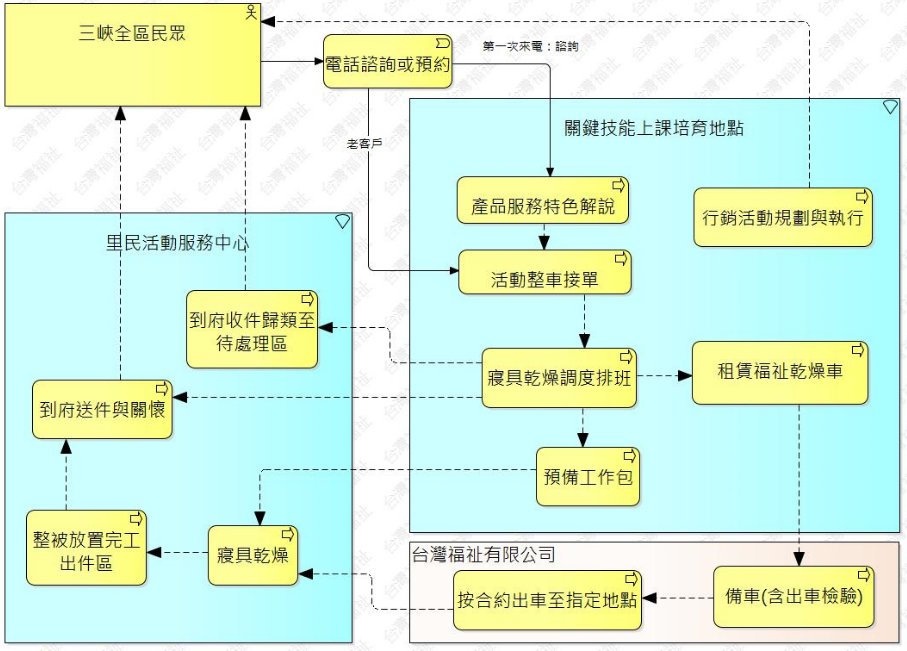 三峽全區民眾
電話諮詢或預約
第一次來電：諮詢
老客戶
關鍵技能上課培育地點
產品服務特色解說
行銷活動規劃與執行
活動整車接單
里民活動服務中心
到府收件歸類至
待處理區
寢具乾燥調度排班
租賃福祉乾燥車
到府送件與關懷
預備工作包
整被放置完工
出件區
寢具乾燥
台灣福祉有限公司
按合約出車至指定地點
備車(含出車檢驗)
台灣福祉